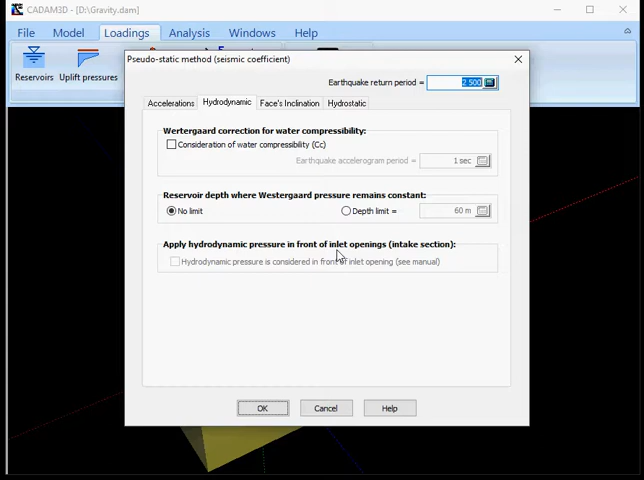 CADAM3D - [D:\Gravity.dam]
File Model Loadings Analysis Windows Help
Reservoirs Uplift pressures
Pseudo-static method (seismic coefficient)
Earthquake return period = 2 500
Accelerations Hydrodynamic Face's Inclination Hydrostatic
Wertergaard correction for water compressibility:
Consideration of water compressibility (Cc)
Earthquake accelerogram period = 1 sec
Reservoir depth where Westergaard pressure remains constant:
No limit Depth limit = 60 m
Apply hydrodynamic pressure in front of inlet openings (intake section):
Hydrodynamic pressure is considered in front of inlet opening (see manual)
OK Cancel Help